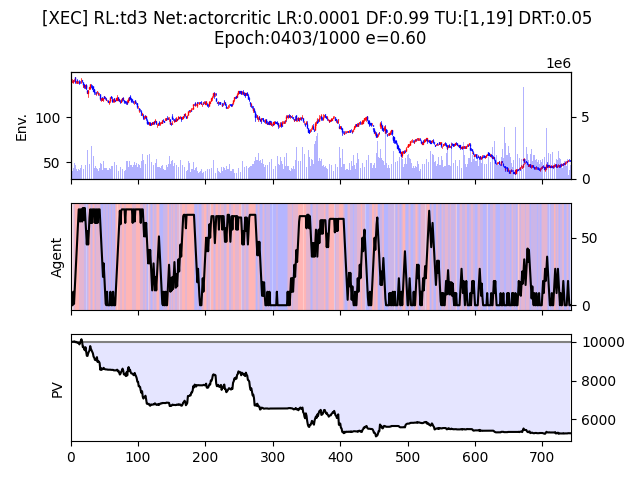 [XEC] RL:td3 Net:actorcritic LR:0.0001 DF:0.99 TU:[1,19] DRT:0.05
Epoch:0403/1000 e=0.60
1e6
Env.
100
50
5
0
Agent
50
0
PV
10000
8000
6000
0 100 200 300 400 500 600 700